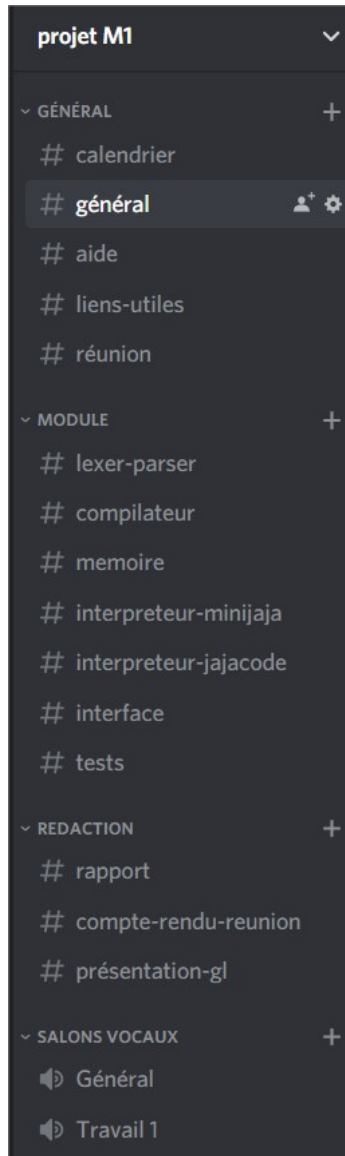 projet M1
GÉNÉRAL
# calendrier
# général
# aide
# liens-utiles
# réunion
MODULE
# lexer-parser
# compilateur
# memoire
# interpreteur-minijaja
# interpreteur-jajacode
# interface
# tests
REDACTION
# rapport
# compte-rendu-reunion
# présentation-gl
SALONS VOCAUX
Général
Travail 1